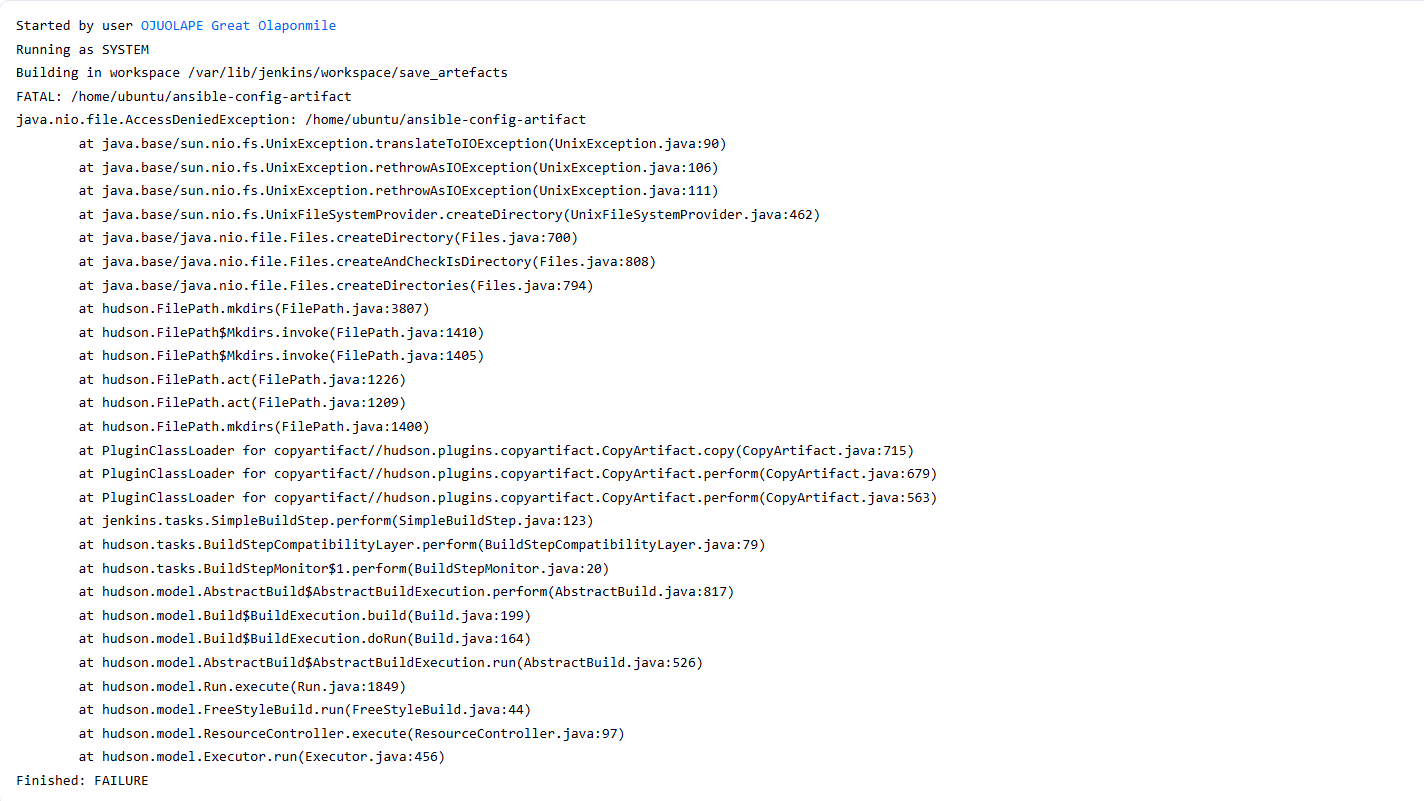 Started by user OJUOLAPE Great Olaponmile
Running as SYSTEM
Building in workspace /var/lib/jenkins/workspace/save_artefacts
FATAL: /home/ubuntu/ansible-config-artifact
java.nio.file.AccessDeniedException: /home/ubuntu/ansible-config-artifact
	at java.base/sun.nio.fs.UnixException.translateToIOException(UnixException.java:90)
	at java.base/sun.nio.fs.UnixException.rethrowAsIOException(UnixException.java:106)
	at java.base/sun.nio.fs.UnixException.rethrowAsIOException(UnixException.java:111)
	at java.base/sun.nio.fs.UnixFileSystemProvider.createDirectory(UnixFileSystemProvider.java:462)
	at java.base/java.nio.file.Files.createDirectory(Files.java:700)
	at java.base/java.nio.file.Files.createAndCheckIsDirectory(Files.java:808)
	at java.base/java.nio.file.Files.createDirectories(Files.java:794)
	at hudson.FilePath.mkdirs(FilePath.java:3807)
	at hudson.FilePath$Mkdirs.invoke(FilePath.java:1410)
	at hudson.FilePath$Mkdirs.invoke(FilePath.java:1405)
	at hudson.FilePath.act(FilePath.java:1226)
	at hudson.FilePath.act(FilePath.java:1209)
	at hudson.FilePath.mkdirs(FilePath.java:1400)
	at PluginClassLoader for copyartifact//hudson.plugins.copyartifact.CopyArtifact.copy(CopyArtifact.java:715)
	at PluginClassLoader for copyartifact//hudson.plugins.copyartifact.CopyArtifact.perform(CopyArtifact.java:679)
	at PluginClassLoader for copyartifact//hudson.plugins.copyartifact.CopyArtifact.perform(CopyArtifact.java:563)
	at jenkins.tasks.SimpleBuildStep.perform(SimpleBuildStep.java:123)
	at hudson.tasks.BuildStepCompatibilityLayer.perform(BuildStepCompatibilityLayer.java:79)
	at hudson.tasks.BuildStepMonitor$1.perform(BuildStepMonitor.java:20)
	at hudson.model.AbstractBuild$AbstractBuildExecution.perform(AbstractBuild.java:817)
	at hudson.model.Build$BuildExecution.build(Build.java:199)
	at hudson.model.Build$BuildExecution.doRun(Build.java:164)
	at hudson.model.AbstractBuild$AbstractBuildExecution.run(AbstractBuild.java:526)
	at hudson.model.Run.execute(Run.java:1849)
	at hudson.model.FreeStyleBuild.run(FreeStyleBuild.java:44)
	at hudson.model.ResourceController.execute(ResourceController.java:97)
	at hudson.model.Executor.run(Executor.java:456)
Finished: FAILURE